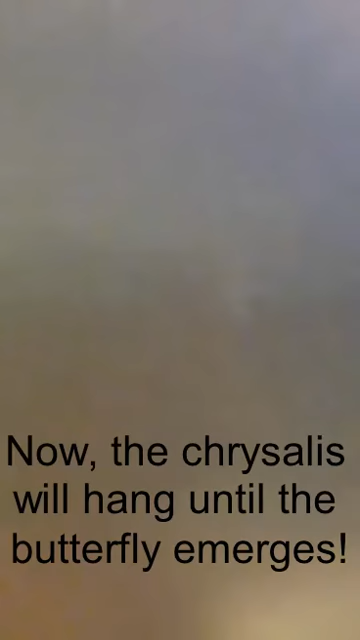 Now, the chrysalis
will hang until the
butterfly emerges!